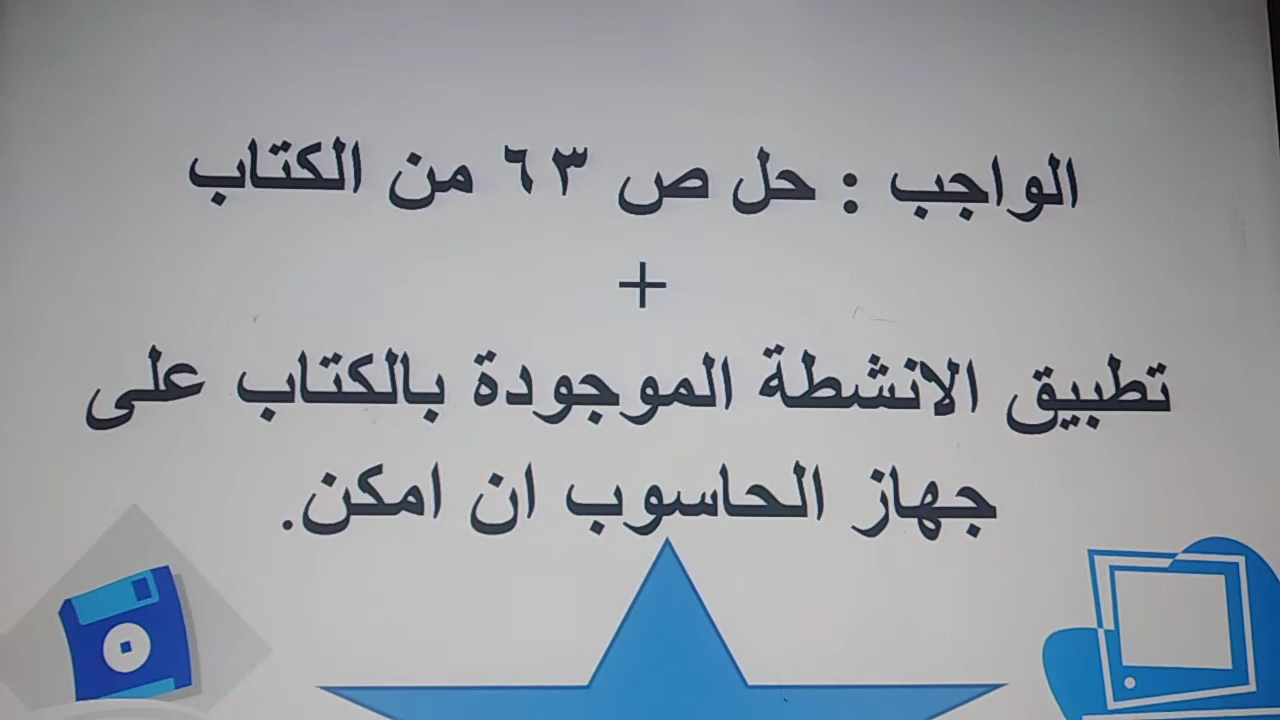 الواجب : حل ص ٦٣ من الكتاب
+
تطبيق الانشطة الموجودة بالكتاب على
جهاز الحاسوب ان امكن.